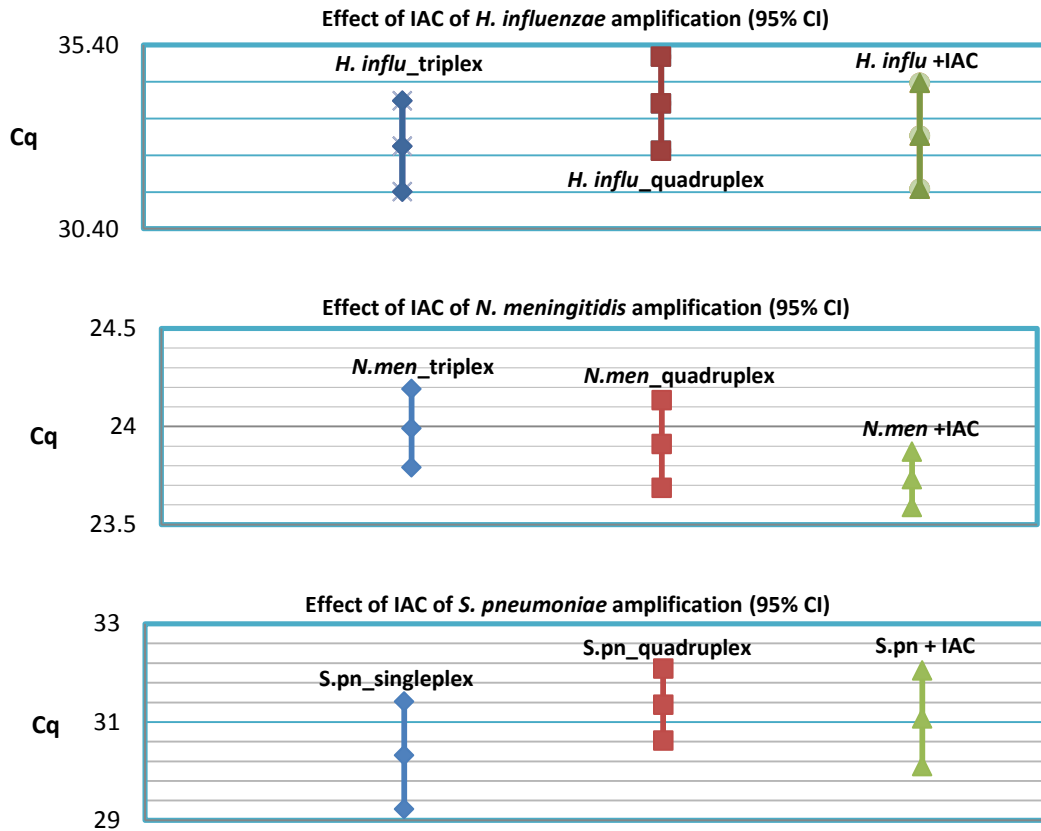 Effect of IAC of H. influenzae amplification (95% CI)
35.40
H. influ_triplex
H. influ +IAC
Cq
H. influ_quadruplex
30.40
Effect of IAC of N. meningitidis amplification (95% CI)
24.5
N.men_triplex
N.men_quadruplex
24
N.men +IAC
Cq
23.5
Effect of IAC of S. pneumoniae amplification (95% CI)
33
S.pn_quadruplex
S.pn + IAC
S.pn_singleplex
31
Cq
29